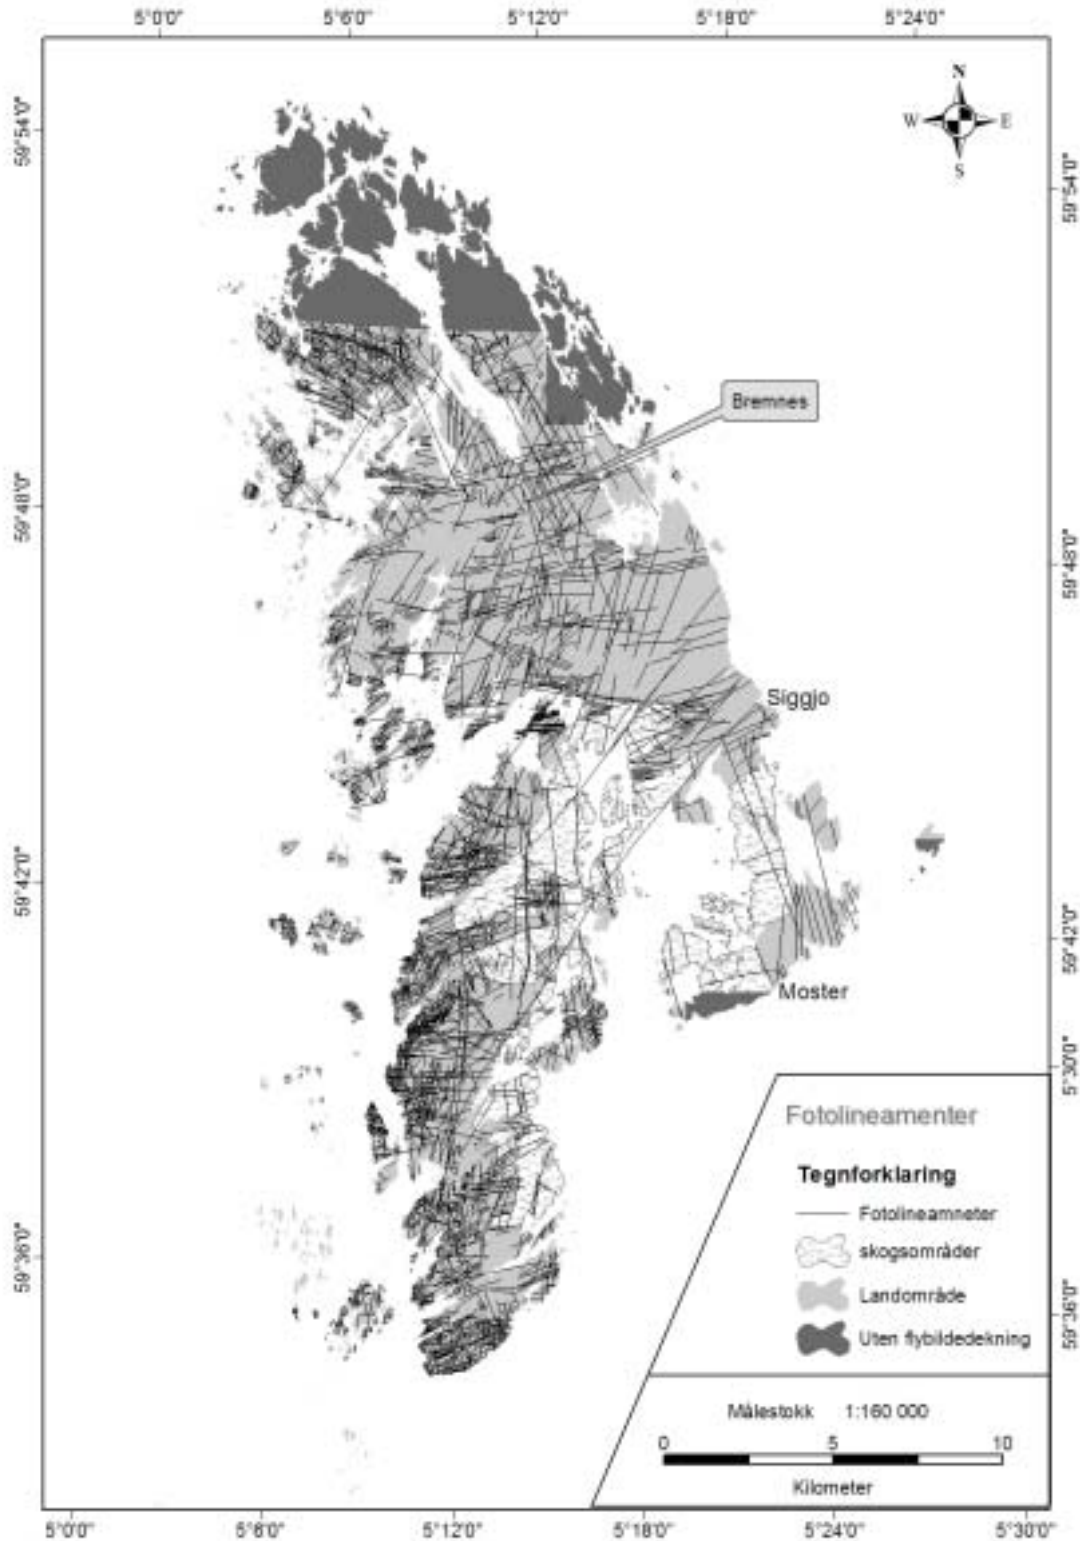 5°0'0"
5°6'0"
5°12'0"
5°18'0"
5°24'0"
N
W
E
S
59°54'0"
59°54'0"
Bremnes
59°48'0"
59°48'0"
Siggjo
59°42'0"
59°42'0"
Moster
5°30'0"
Fotolineamenter
Tegnforklaring
Fotolineamneter
skogsområder
Landområde
Uten flybildedekning
59°36'0"
59°36'0"
Målestokk 1:160 000
0 5 10
Kilometer
5°0'0"
5°6'0"
5°12'0"
5°18'0"
5°24'0"
5°30'0"